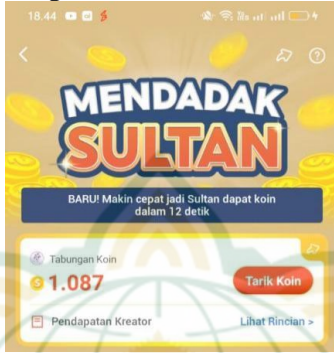 18.44
MENDADAK
SULTAN
BARU! Makin cepat jadi Sultan dapat koin
dalam 12 detik
Tabungan Koin
1.087
Tarik Koin
Pendapatan Kreator
Lihat Rincian >